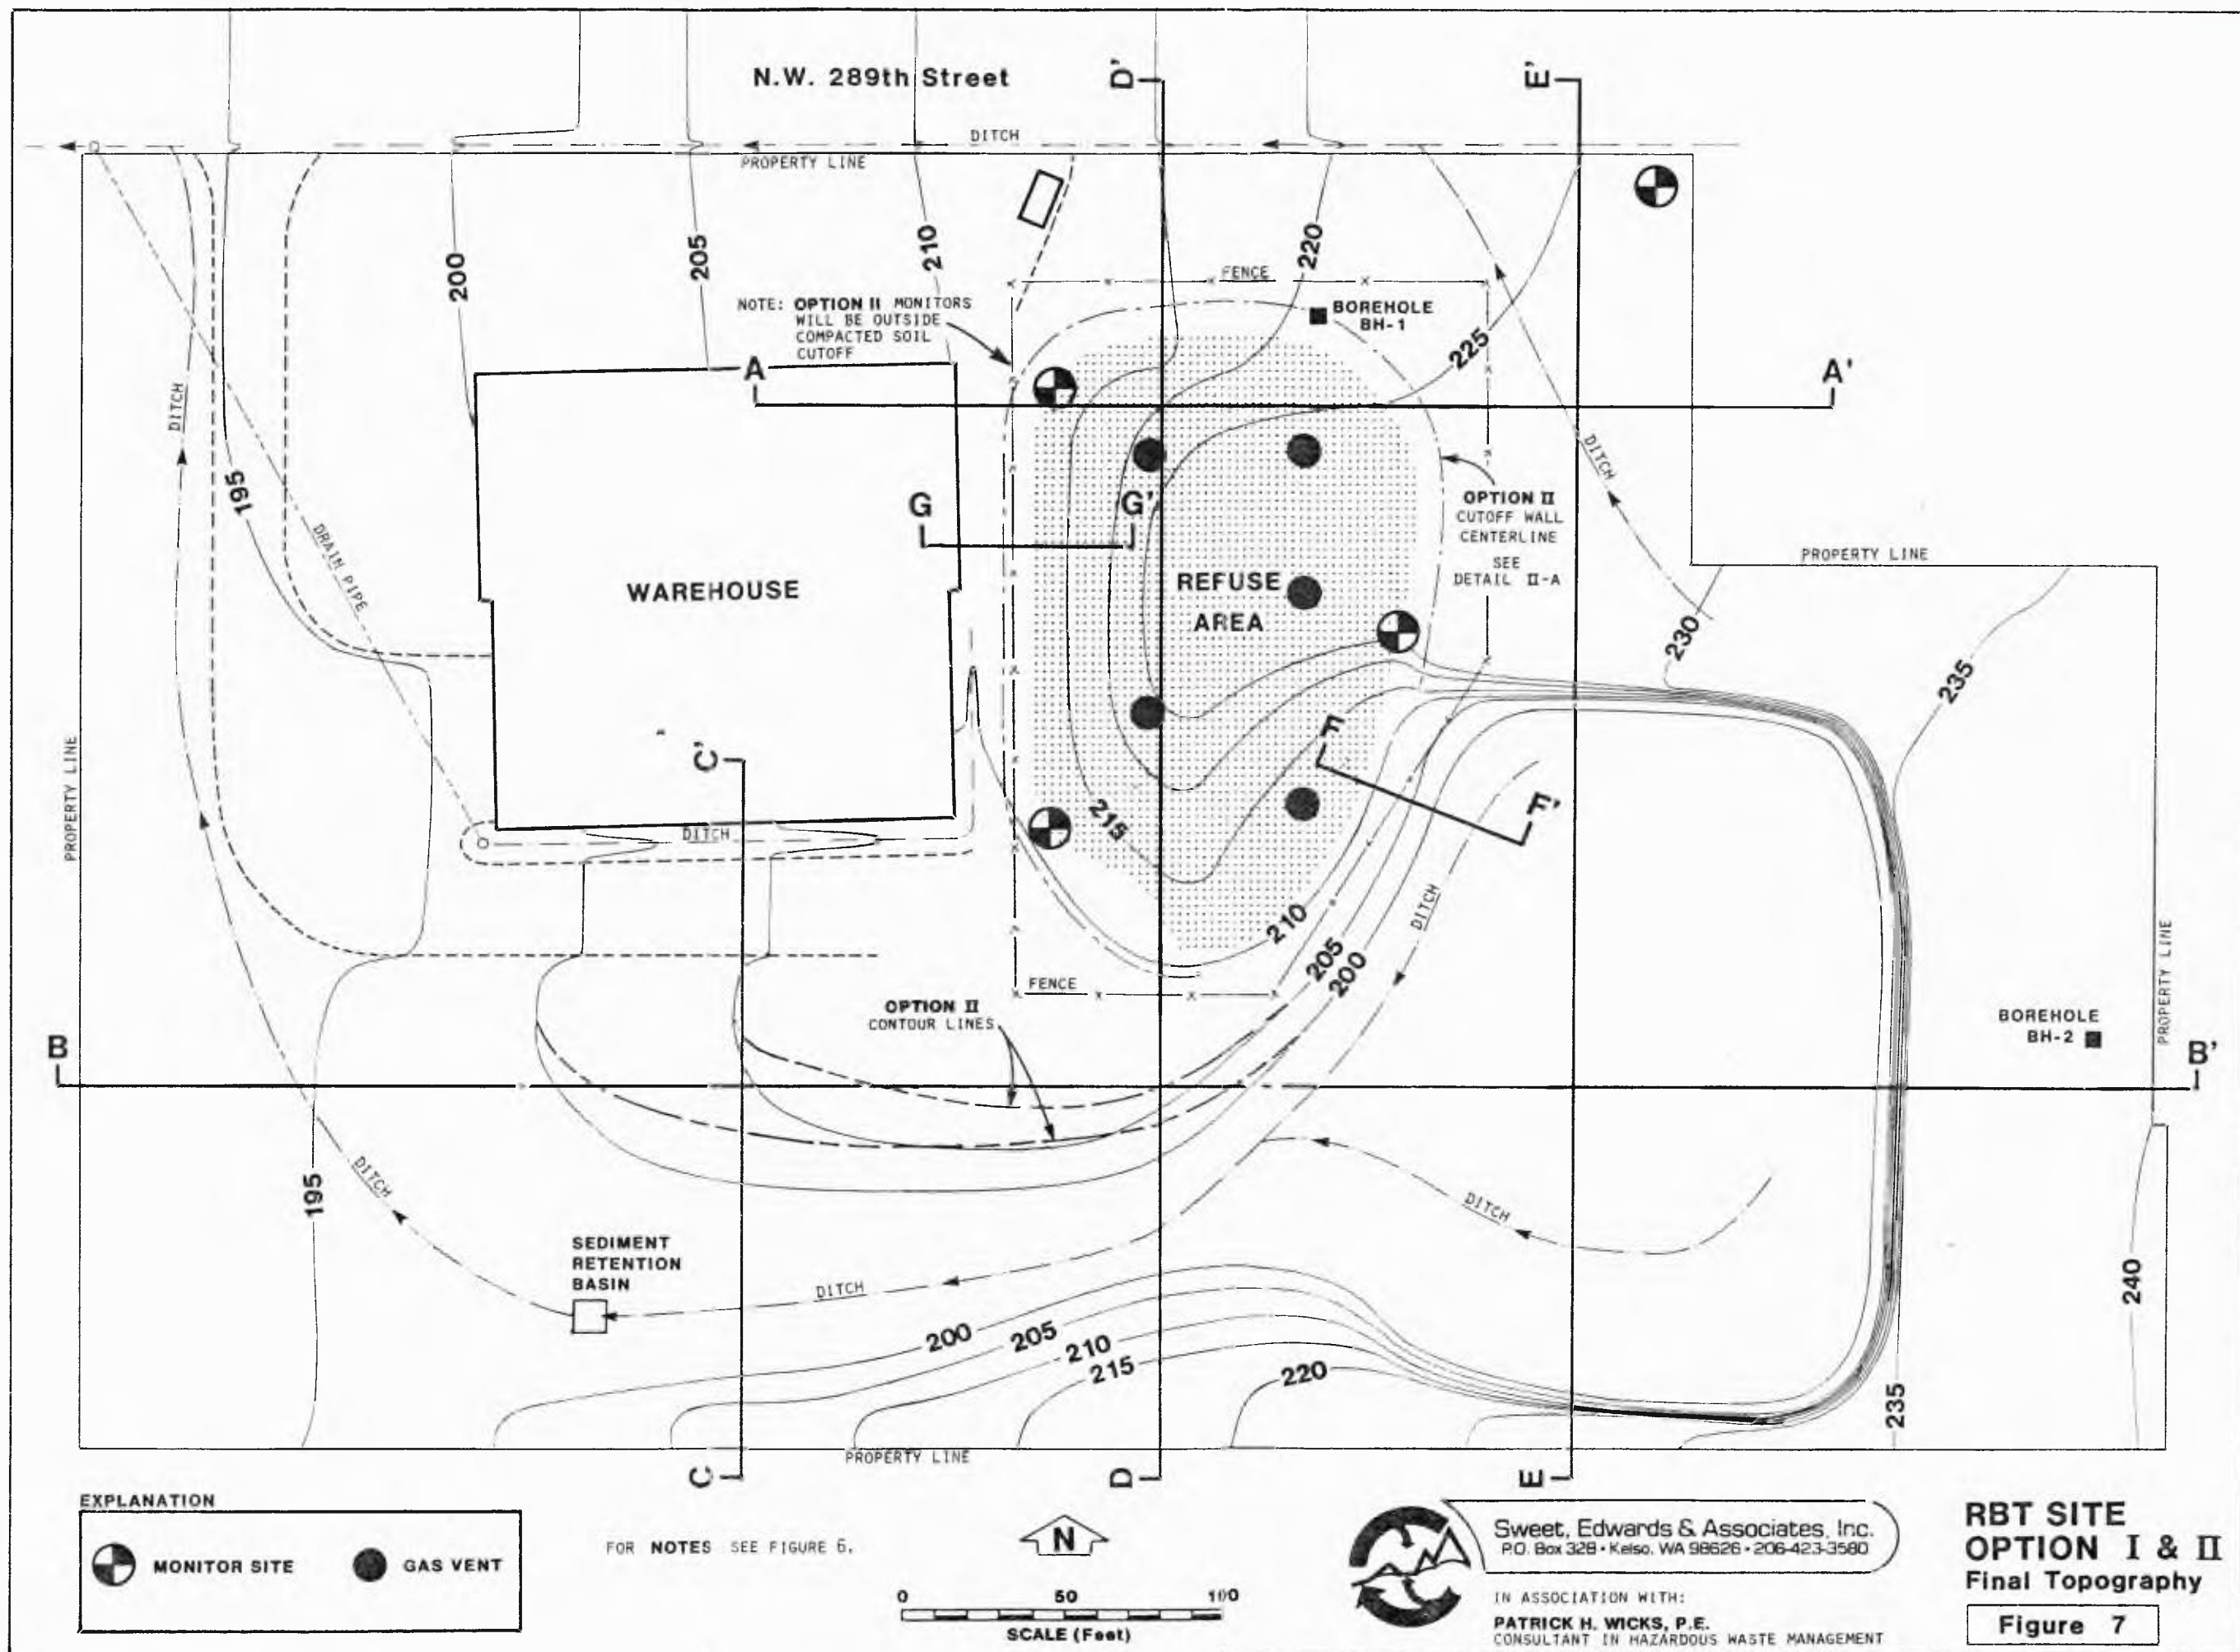 N.W. 289th Street
D'
E'
DITCH
PROPERTY LINE
200
205
210
220
FENCE
NOTE: OPTION II MONITORS
WILL BE OUTSIDE
COMPACTED SOIL
CUTOFF
BOREHOLE
BH-1
225
A
A'
DITCH
195
DRAIN PIPE
G
G'
DITCH
OPTION II
CUTOFF WALL
CENTERLINE
SEE
DETAIL II-A
PROPERTY LINE
WAREHOUSE
REFUSE
AREA
230
235
PROPERTY LINE
C'
F
F'
215
DITCH
DITCH
210
205
200
FENCE
OPTION II
CONTOUR LINES
PROPERTY LINE
BOREHOLE
BH-2
B
B'
195
DITCH
DITCH
SEDIMENT
RETENTION
BASIN
DITCH
200
205
210
215
220
240
235
PROPERTY LINE
C
D
E
EXPLANATION
MONITOR SITE
GAS VENT
FOR NOTES SEE FIGURE 6.
N
0 50 100
SCALE (Feet)
Sweet, Edwards & Associates, Inc.
P.O. Box 328 • Kelso, WA 98626 • 206-423-3580
IN ASSOCIATION WITH:
PATRICK H. WICKS, P.E.
CONSULTANT IN HAZARDOUS WASTE MANAGEMENT
RBT SITE
OPTION I & II
Final Topography
Figure 7